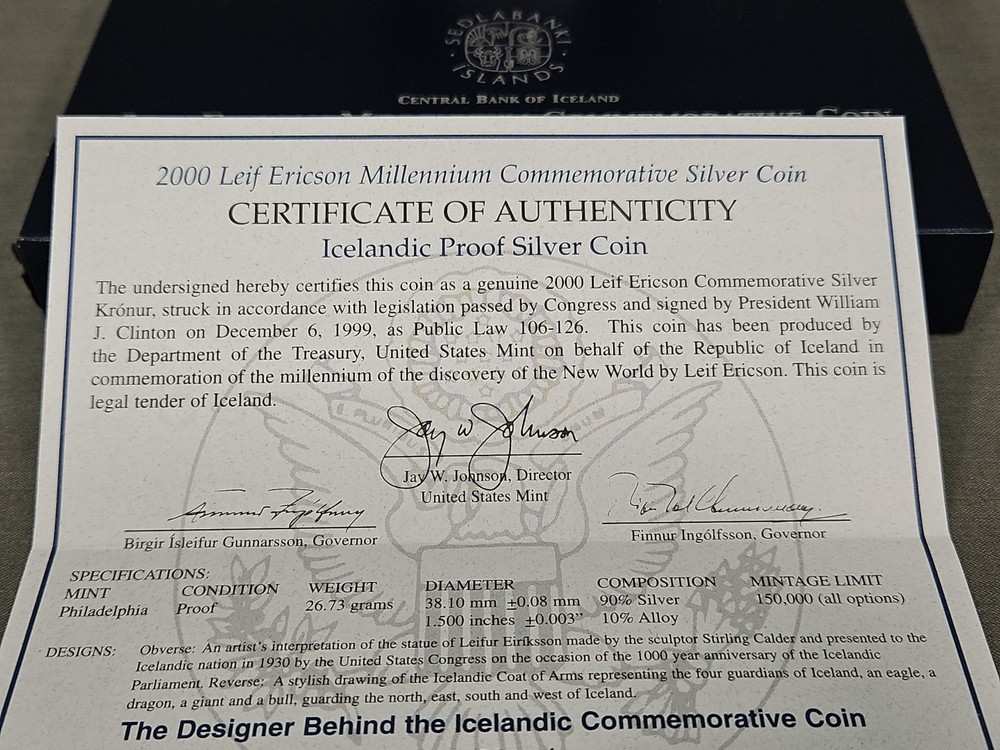 SEÐLABANKI
ÍSLANDS
CENTRAL BANK OF ICELAND
COIN
2000 Leif Ericson Millennium Commemorative Silver Coin
CERTIFICATE OF AUTHENTICITY
Icelandic Proof Silver Coin
The undersigned hereby certifies this coin as a genuine 2000 Leif Ericson Commemorative Silver
Krónur, struck in accordance with legislation passed by Congress and signed by President William
J. Clinton on December 6, 1999, as Public Law 106-126. This coin has been produced by
the Department of the Treasury, United States Mint on behalf of the Republic of Iceland in
commemoration of the millennium of the discovery of the New World by Leif Ericson. This coin is
legal tender of Iceland.
Jay W Johnson
Jay W. Johnson, Director
United States Mint
Birgir Ísleifur Gunnarsson, Governor
Finnur Ingólfsson, Governor
SPECIFICATIONS:
MINT CONDITION WEIGHT DIAMETER COMPOSITION MINTAGE LIMIT
Philadelphia Proof 26.73 grams 38.10 mm ±0.08 mm 90% Silver 150,000 (all options)
1.500 inches ±0.003" 10% Alloy
DESIGNS: Obverse: An artist's interpretation of the statue of Leifur Eiríksson made by the sculptor Stirling Calder and presented to the
Icelandic nation in 1930 by the United States Congress on the occasion of the 1000 year anniversary of the Icelandic
Parliament. Reverse: A stylish drawing of the Icelandic Coat of Arms representing the four guardians of Iceland, an eagle, a
dragon, a giant and a bull, guarding the north, east, south and west of Iceland.
The Designer Behind the Icelandic Commemorative Coin